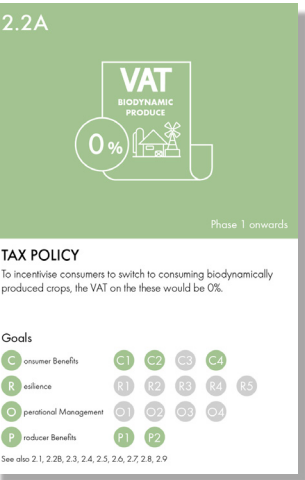 2.2A
VAT
BIODYNAMIC
PRODUCE
0 %
Phase 1 onwards
TAX POLICY
To incentivise consumers to switch to consuming biodynamically
produced crops, the VAT on the these would be 0%.
Goals
C onsumer Benefits C1 C2 C3 C4
R esilience R1 R2 R3 R4 R5
O perational Management O1 O2 O3 O4
P roducer Benefits P1 P2
See also 2.1, 2.2B, 2.3, 2.4, 2.5, 2.6, 2.7, 2.8, 2.9